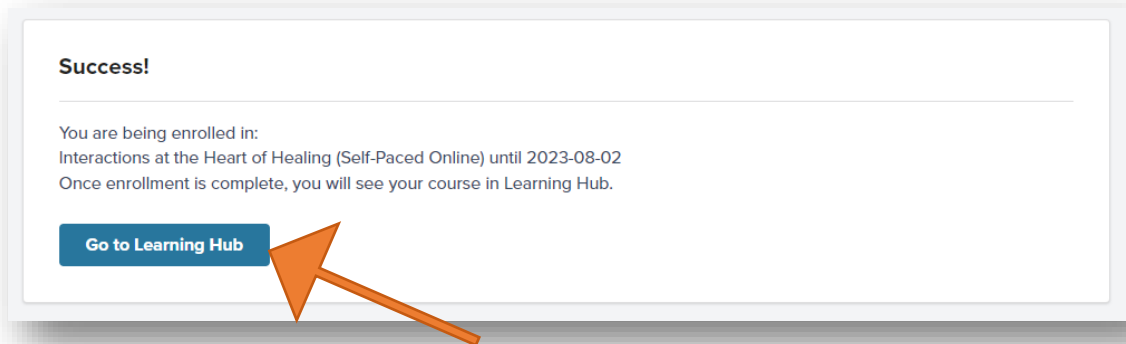 Success!
You are being enrolled in:
Interactions at the Heart of Healing (Self-Paced Online) until 2023-08-02
Once enrollment is complete, you will see your course in Learning Hub.
Go to Learning Hub